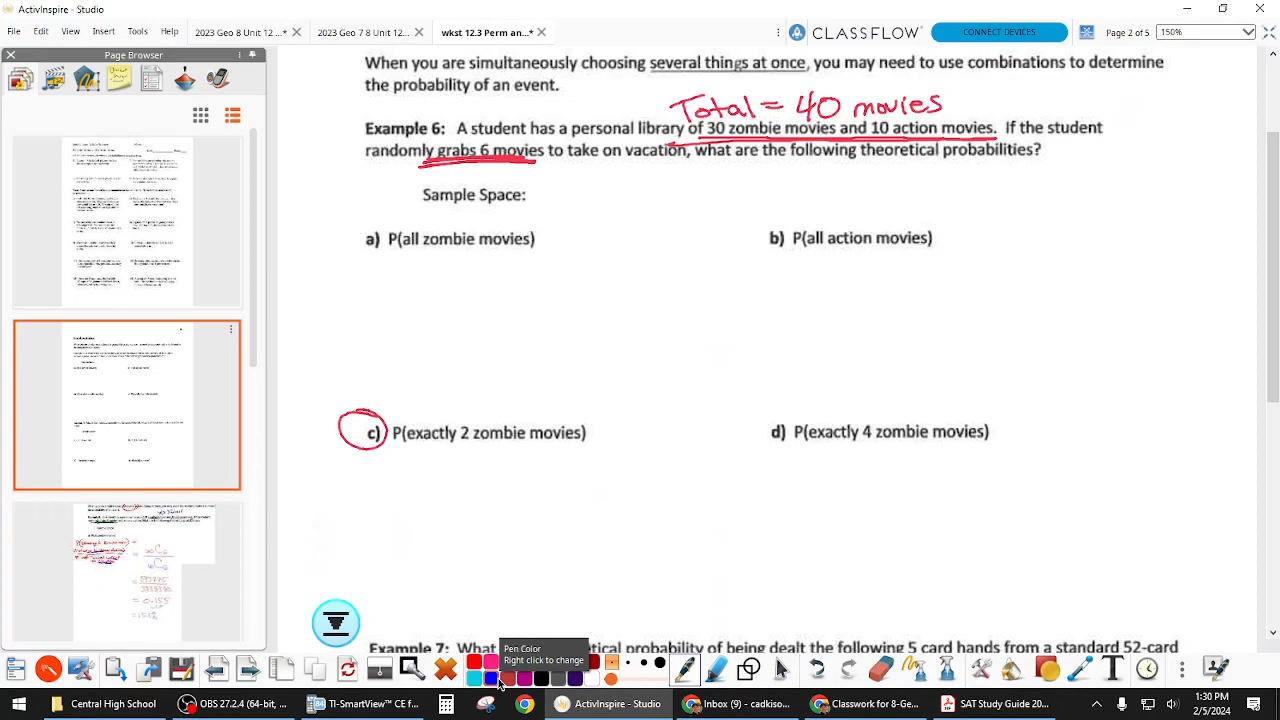 ActivInspire - Studio
File Edit View Insert Tools Help
2023 Geo 8 Unit 12 ...*
2023 Geo 7 8 Unit 12...
wkst 12.3 Perm an...*
CLASSFLOW
CONNECT DEVICES
Page 2 of 5
150%
Page Browser
When you are simultaneously choosing several things at once, you may need to use combinations to determine
the probability of an event.
Total = 40 movies
Example 6: A student has a personal library of 30 zombie movies and 10 action movies. If the student
randomly grabs 6 movies to take on vacation, what are the following theoretical probabilities?
Sample Space:
a) P(all zombie movies)
b) P(all action movies)
c) P(exactly 2 zombie movies)
d) P(exactly 4 zombie movies)
Example 7: What
etical probability of being dealt the following 5 card hands from a standard 52-card
Pen Color
Right click to change
Central High School
OBS 27.2.4 (64-bit, ...
TI-SmartView™ CE f...
ActivInspire - Studio
Inbox (9) - cadkiso...
Classwork for 8-Ge...
SAT Study Guide 20...
1:30 PM
2/5/2024